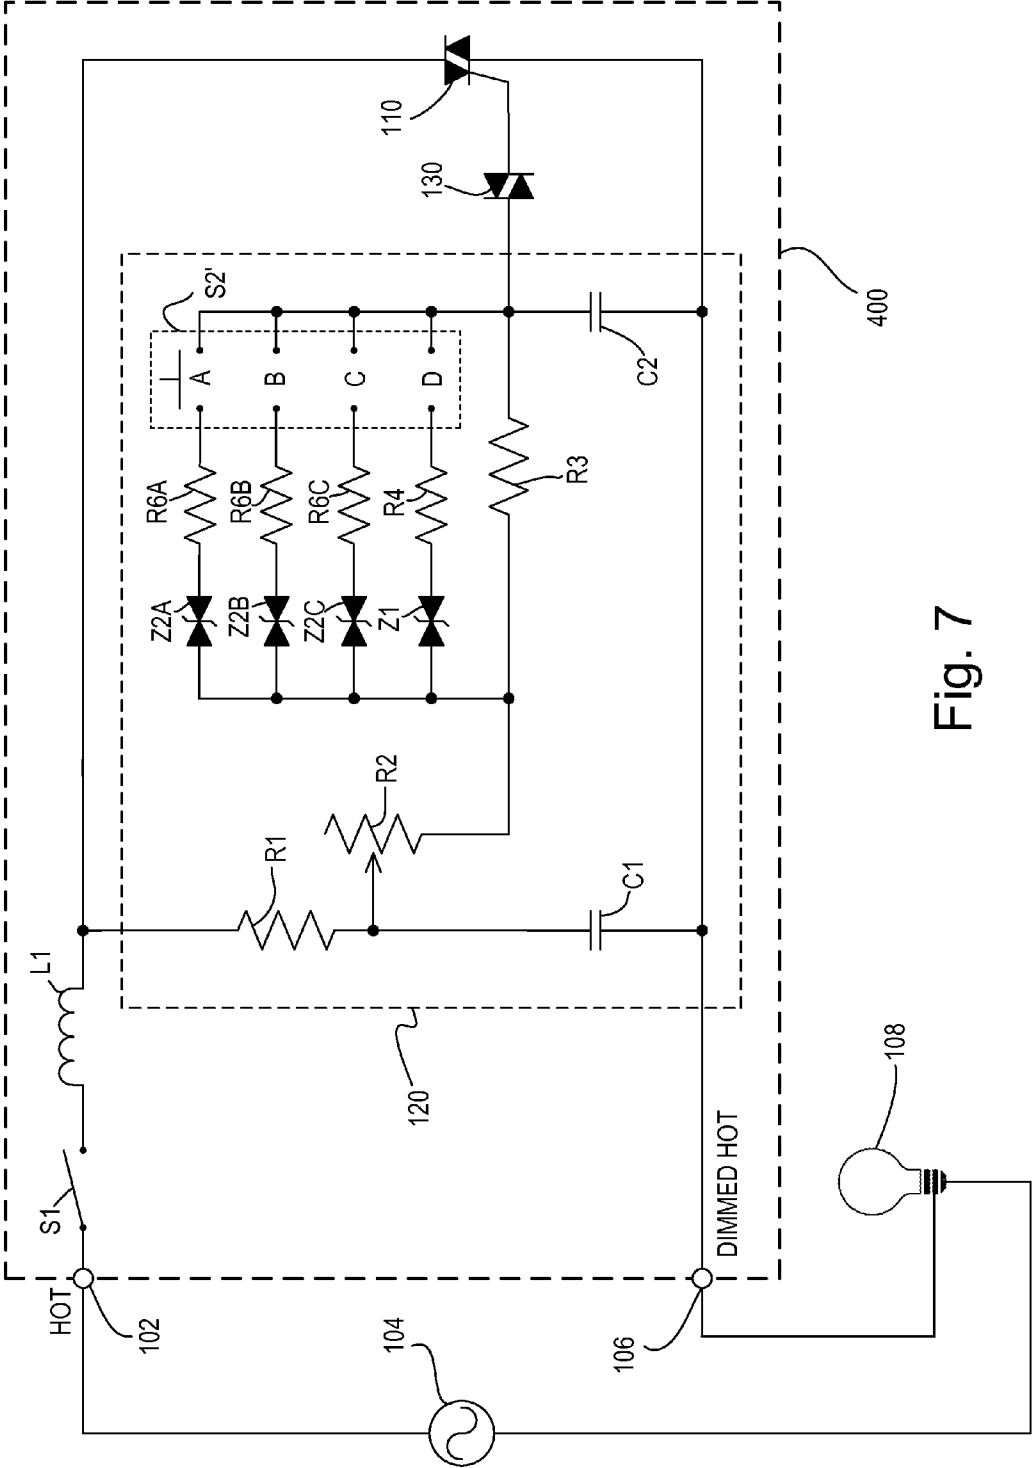 HOT
102
104
106
DIMMED HOT
108
S1
L1
120
R1
R2
C1
Z2A
Z2B
Z2C
Z1
R6A
R6B
R6C
R4
R3
S2'
A
B
C
D
C2
130
110
400
Fig. 7